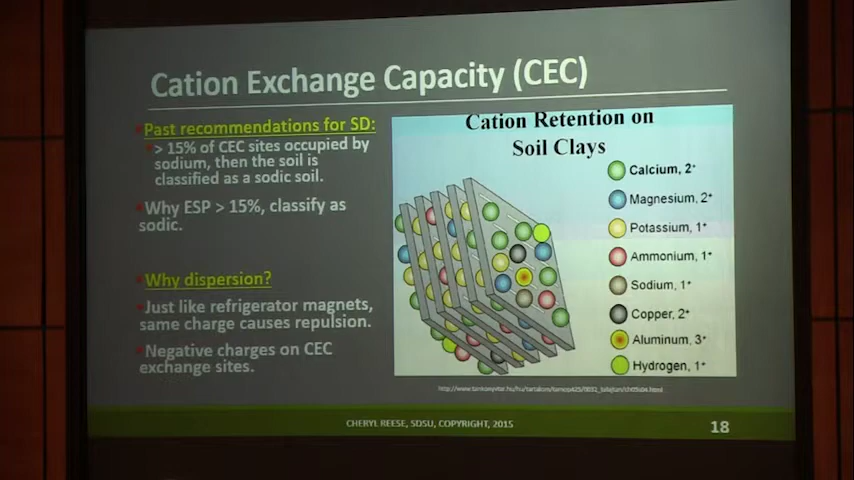 Cation Exchange Capacity (CEC)
Past recommendations for SD:
> 15% of CEC sites occupied by
sodium, then the soil is
classified as a sodic soil.
Why ESP > 15%, classify as
sodic.
Why dispersion?
Just like refrigerator magnets,
same charge causes repulsion.
Negative charges on CEC
exchange sites.
Cation Retention on
Soil Clays
Calcium, 2+
Magnesium, 2+
Potassium, 1+
Ammonium, 1+
Sodium, 1+
Copper, 2+
Aluminum, 3+
Hydrogen, 1+
CHERYL REESE, SDSU, COPYRIGHT, 2015
18